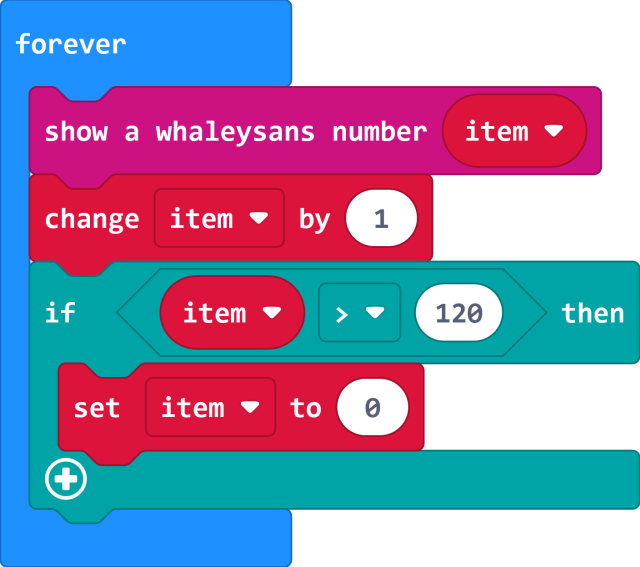 forever
show a whaleysans number item
change item by 1
if item > 120 then
set item to 0